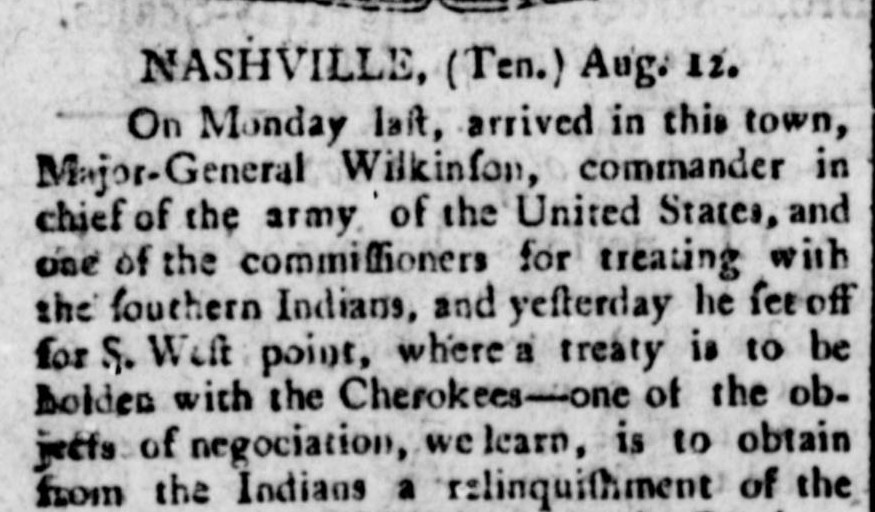 NASHVILLE, (Ten.) Aug. 12.
On Monday laſt, arrived in this town,
Major-General Wilkinſon, commander in
chief of the army of the United States, and
one of the commiſſioners for treating with
the ſouthern Indians, and yeſterday he ſet off
for S. Weſt point, where a treaty is to be
holden with the Cherokees—one of the ob-
jects of negociation, we learn, is to obtain
from the Indians a relinquiſhment of the